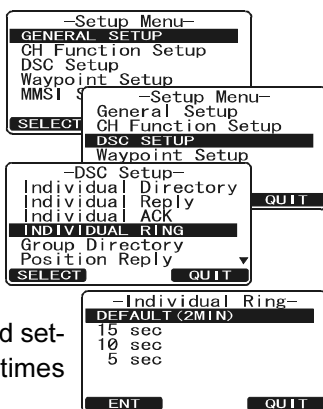 —Setup Menu—
GENERAL SETUP
CH Function Setup
DSC Setup
Waypoint Setup
MMSI S
SELECT
—Setup Menu—
General Setup
CH Function Setup
DSC SETUP
Waypoint Setup
QUIT
—DSC Setup—
Individual Directory
Individual Reply
Individual ACK
INDIVIDUAL RING
Group Directory
Position Reply
SELECT QUIT
d set-
times
—Individual Ring—
DEFAULT(2MIN)
15 sec
10 sec
5 sec
ENT QUIT